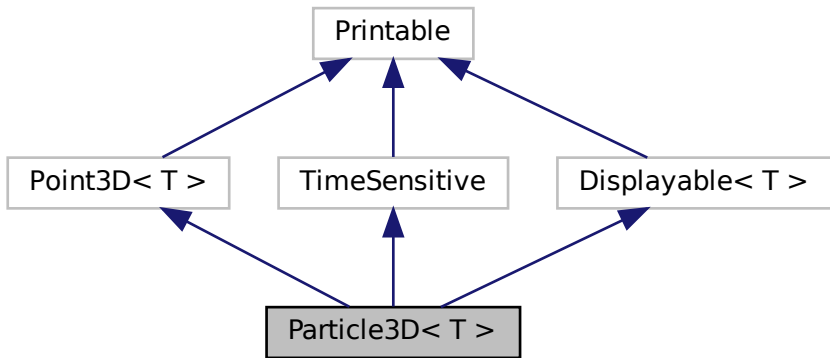 Printable
Point3D< T >
TimeSensitive
Displayable< T >
Particle3D< T >